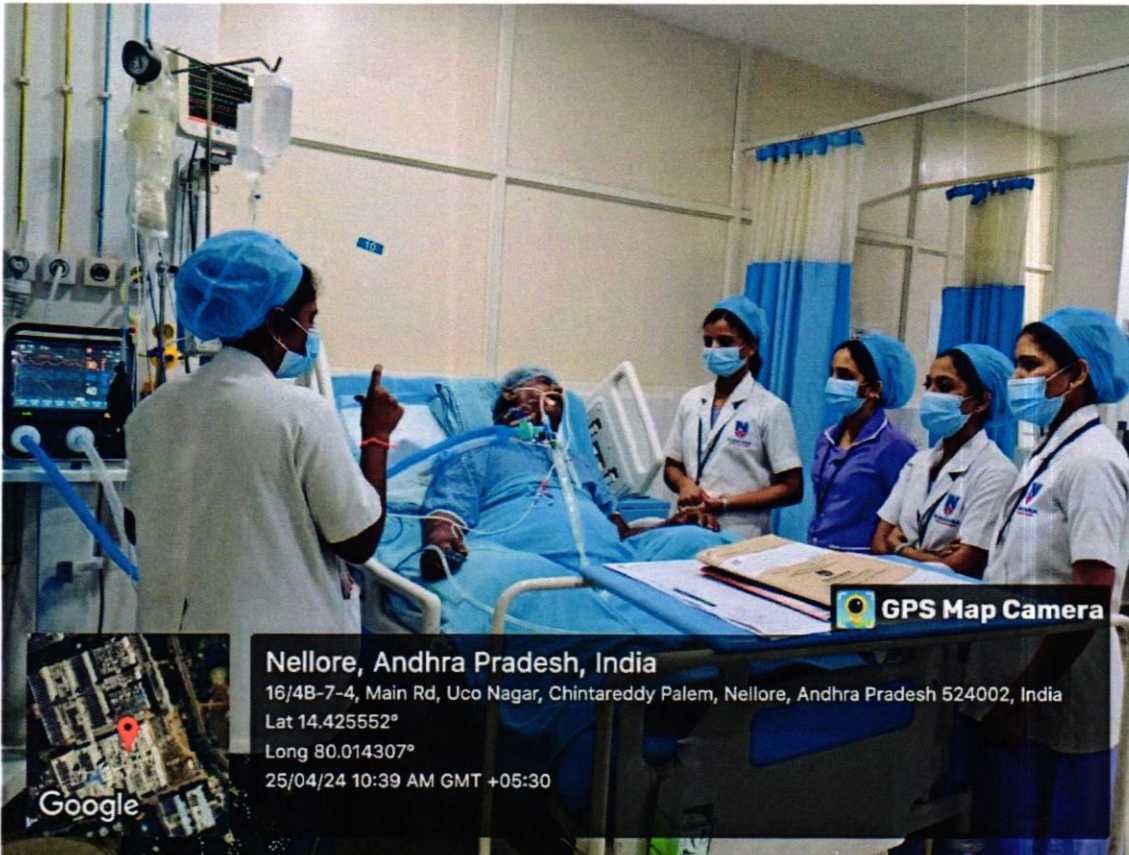 10
40
GPS Map Camera
Nellore, Andhra Pradesh, India
16/4B-7-4, Main Rd, Uco Nagar, Chintareddy Palem, Nellore, Andhra Pradesh 524002, India
Lat 14.425552°
Long 80.014307°
25/04/24 10:39 AM GMT +05:30
Google